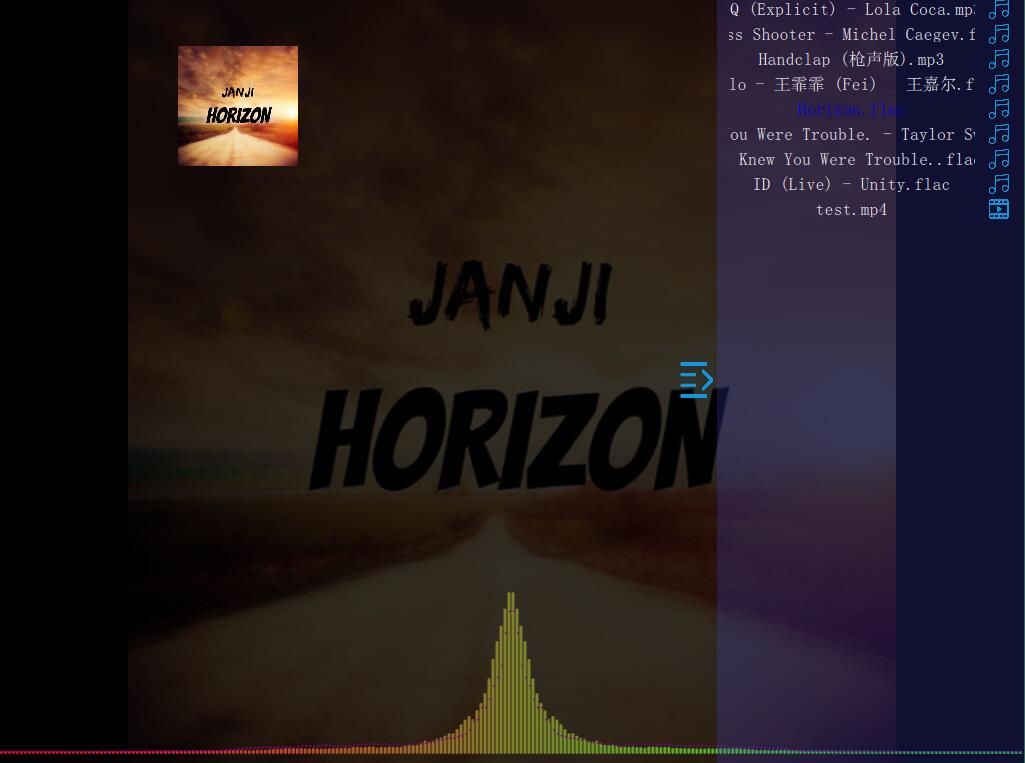 JANJI
HORIZON
JANJI
HORIZON
Q (Explicit) - Lola Coca.mp3
ss Shooter - Michel Caegev.f
Handclap (枪声版).mp3
lo - 王霏霏 (Fei) 王嘉尔.f
Horizon.flac
ou Were Trouble. - Taylor Sw
Knew You Were Trouble..flac
ID (Live) - Unity.flac
test.mp4